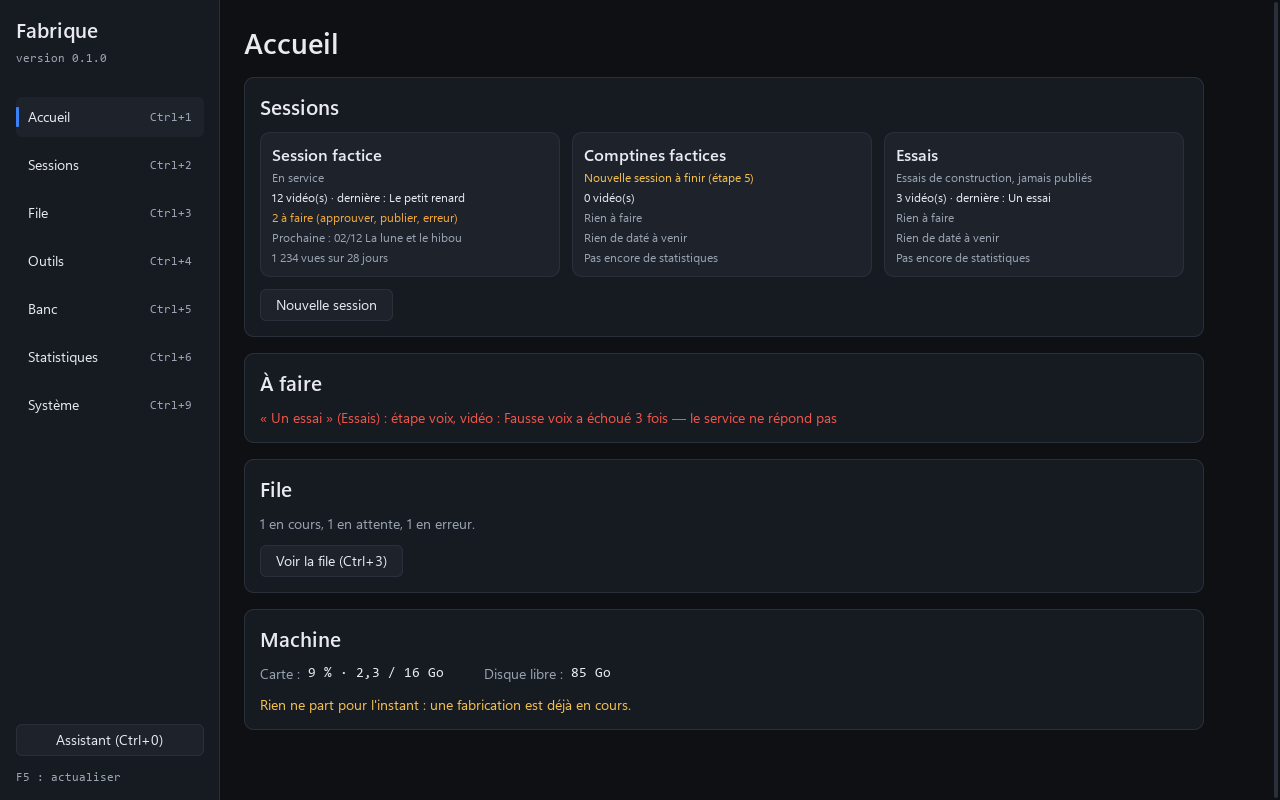 Fabrique
version 0.1.0
Accueil Ctrl+1
Sessions Ctrl+2
File Ctrl+3
Outils Ctrl+4
Banc Ctrl+5
Statistiques Ctrl+6
Système Ctrl+9
Assistant (Ctrl+0)
F5 : actualiser
Accueil
Sessions
Session factice
En service
12 vidéo(s) · dernière : Le petit renard
2 à faire (approuver, publier, erreur)
Prochaine : 02/12 La lune et le hibou
1 234 vues sur 28 jours
Comptines factices
Nouvelle session à finir (étape 5)
0 vidéo(s)
Rien à faire
Rien de daté à venir
Pas encore de statistiques
Essais
Essais de construction, jamais publiés
3 vidéo(s) · dernière : Un essai
Rien à faire
Rien de daté à venir
Pas encore de statistiques
Nouvelle session
À faire
« Un essai » (Essais) : étape voix, vidéo : Fausse voix a échoué 3 fois — le service ne répond pas
File
1 en cours, 1 en attente, 1 en erreur.
Voir la file (Ctrl+3)
Machine
Carte : 9 % · 2,3 / 16 Go Disque libre : 85 Go
Rien ne part pour l'instant : une fabrication est déjà en cours.